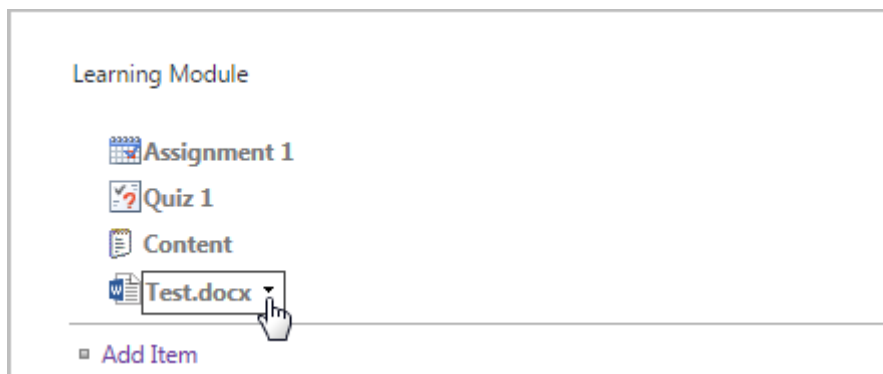 Learning Module
Assignment 1
Quiz 1
Content
Test.docx
Add Item